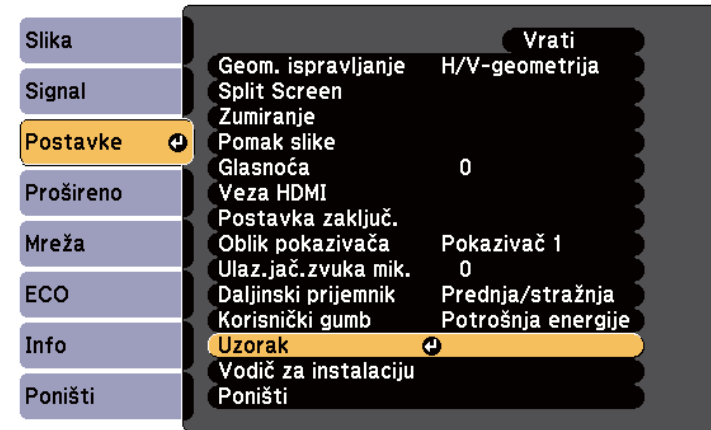 Slika
Signal
Postavke
Prošireno
Mreža
ECO
Info
Poništi
Vrati
Geom. ispravljanje H/V-geometrija
Split Screen
Zumiranje
Pomak slike
Glasnoća 0
Veza HDMI
Postavka zaključ.
Oblik pokazivača Pokazivač 1
Ulaz.jač.zvuka mik. 0
Daljinski prijemnik Prednja/stražnja
Korisnički gumb Potrošnja energije
Uzorak
Vodič za instalaciju
Poništi